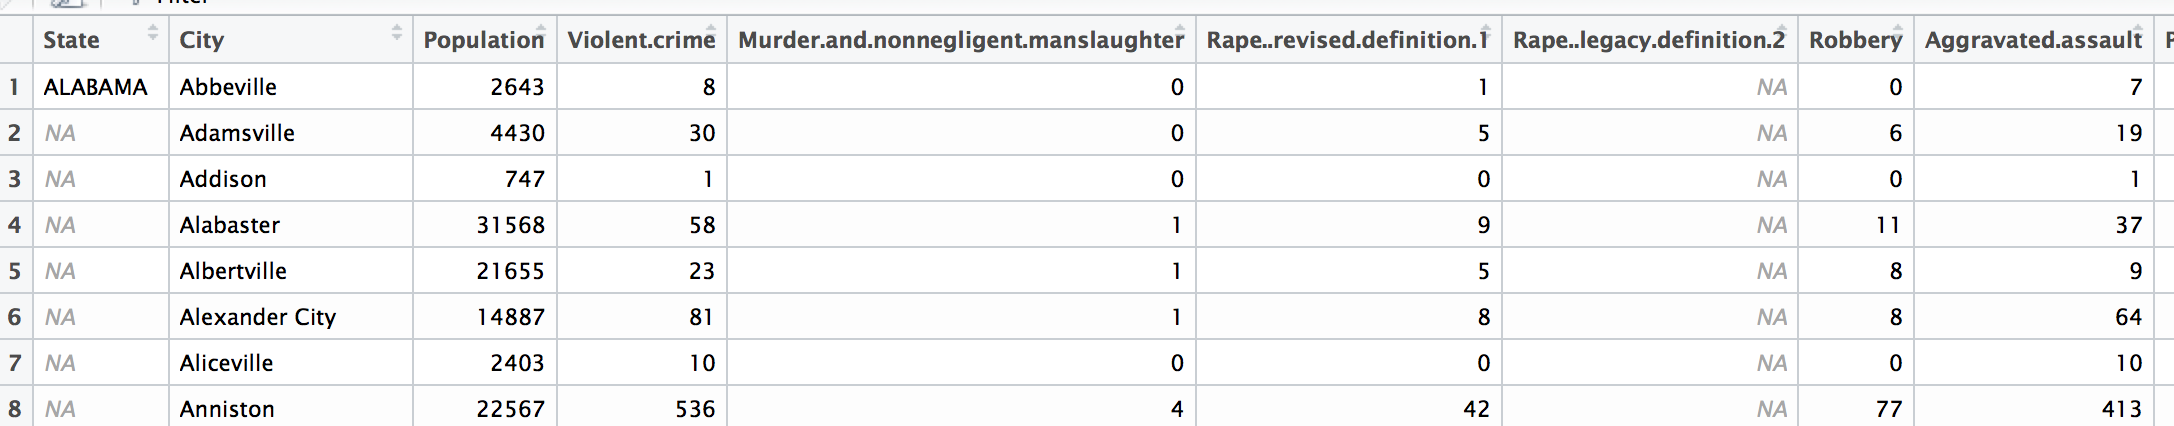 Filter
State City Population Violent.crime Murder.and.nonnegligent.manslaughter Rape..revised.definition.1 Rape..legacy.definition.2 Robbery Aggravated.assault
1 ALABAMA Abbeville 2643 8 0 1 NA 0 7
2 NA Adamsville 4430 30 0 5 NA 6 19
3 NA Addison 747 1 0 0 NA 0 1
4 NA Alabaster 31568 58 1 9 NA 11 37
5 NA Albertville 21655 23 1 5 NA 8 9
6 NA Alexander City 14887 81 1 8 NA 8 64
7 NA Aliceville 2403 10 0 0 NA 0 10
8 NA Anniston 22567 536 4 42 NA 77 413